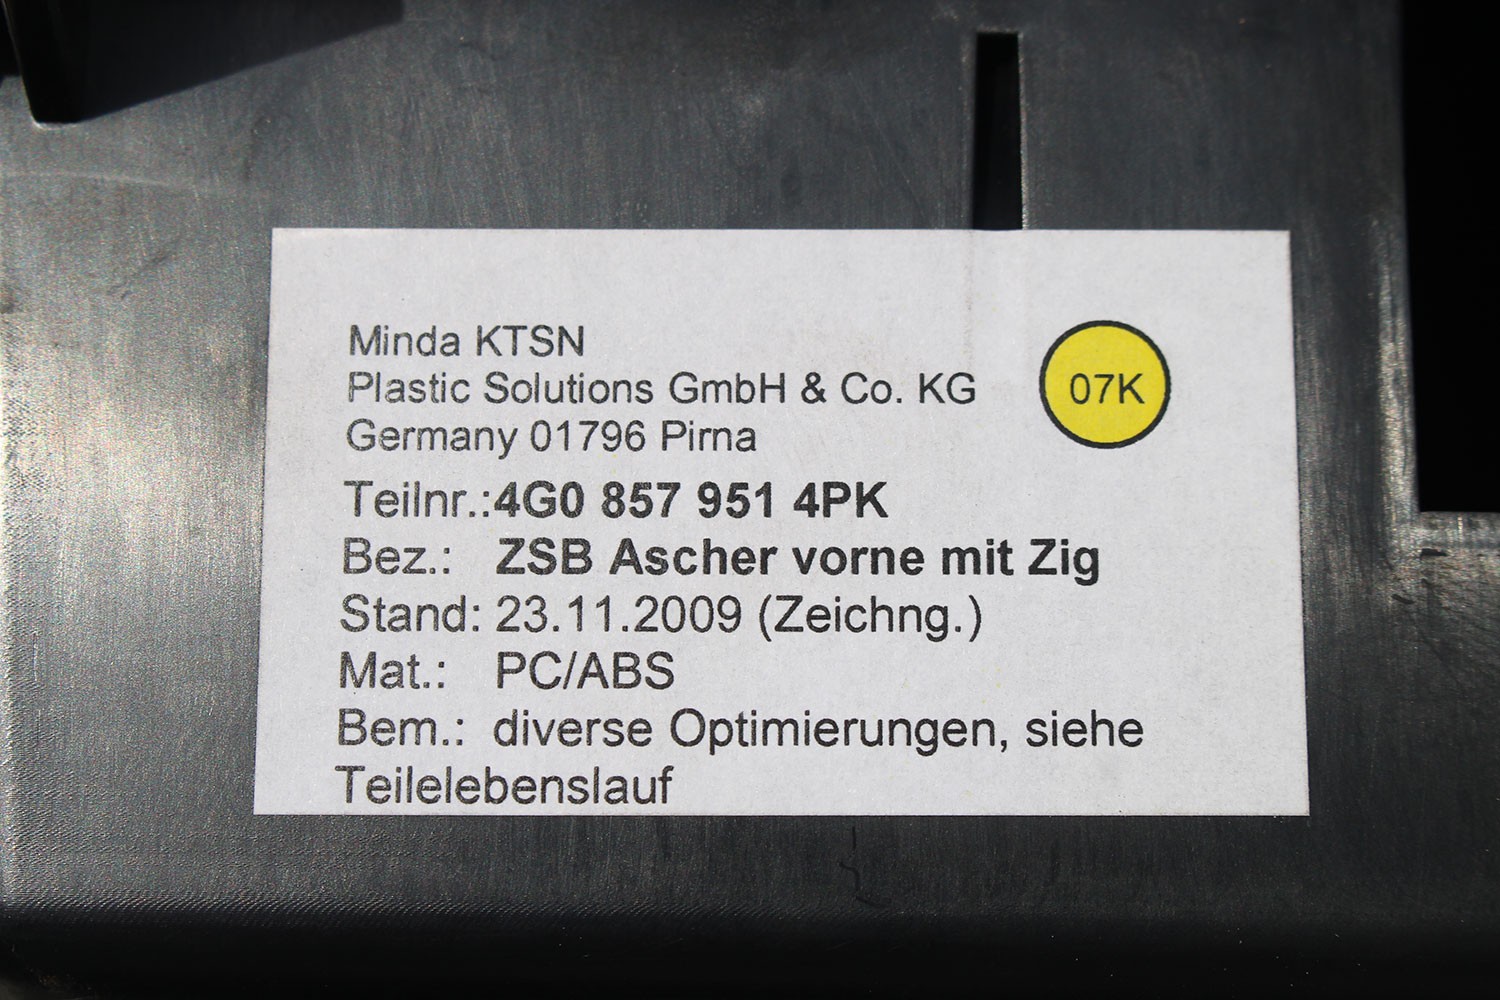 Minda KTSN
Plastic Solutions GmbH & Co. KG
Germany 01796 Pirna
07K
Teilnr.:4G0 857 951 4PK
Bez.: ZSB Ascher vorne mit Zig
Stand: 23.11.2009 (Zeichng.)
Mat.: PC/ABS
Bem.: diverse Optimierungen, siehe
Teilelebenslauf